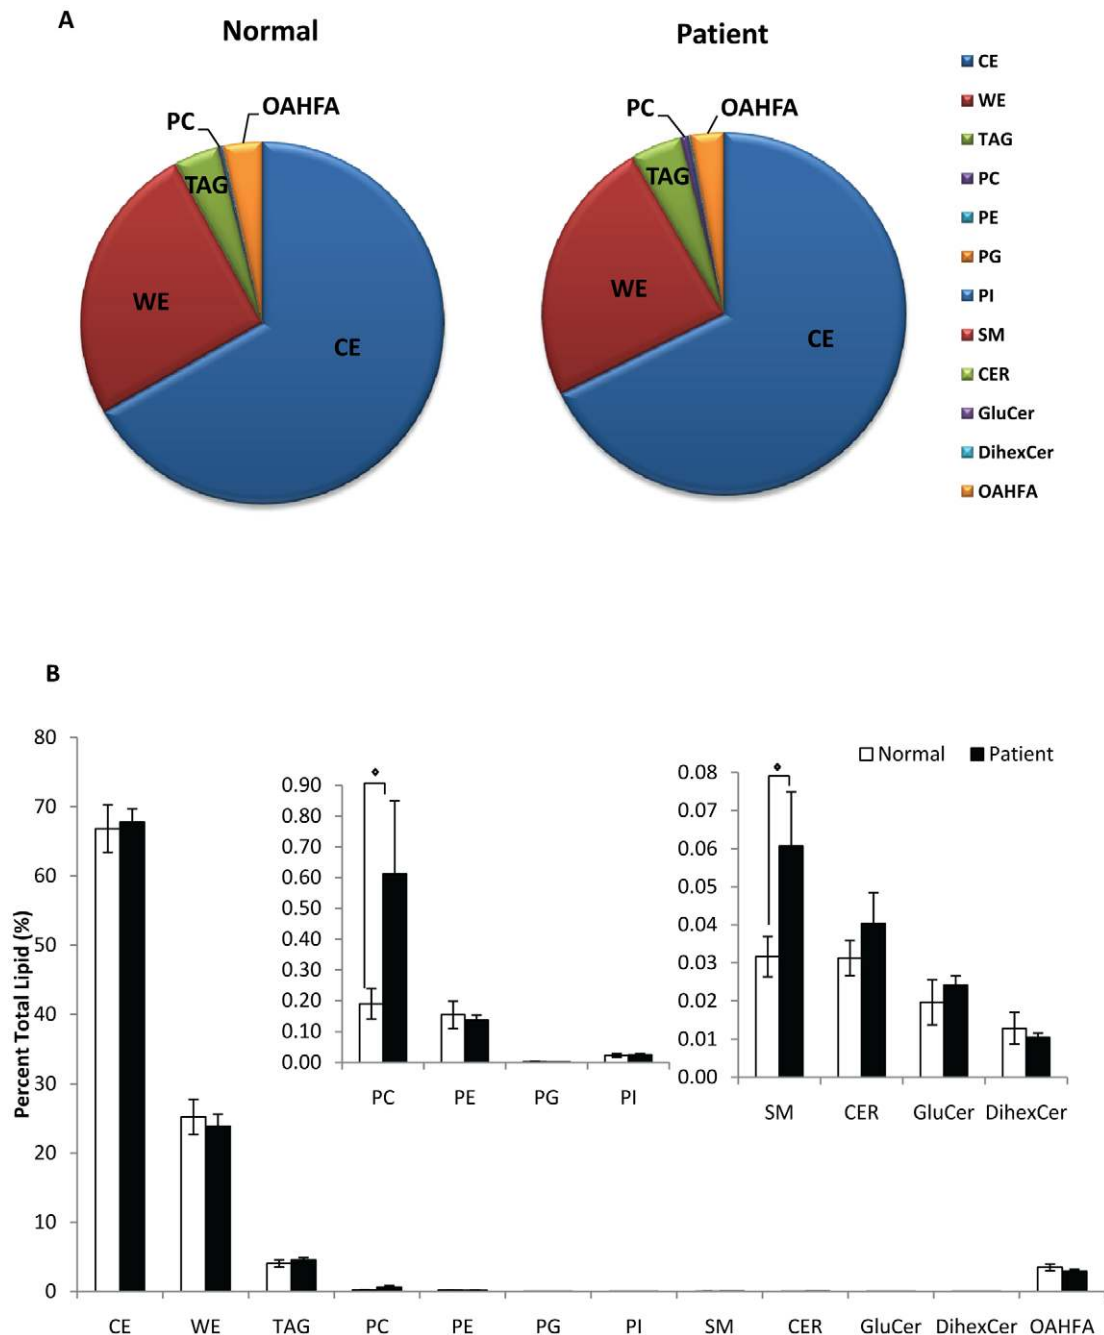 A
Normal
Patient
PC
OAHFA
TAG
WE
CE
PC
OAHFA
TAG
WE
CE
CE
WE
TAG
PC
PE
PG
PI
SM
CER
GluCer
DihexCer
OAHFA
B
Percent Total Lipid (%)
80
70
60
50
40
30
20
10
0
CE WE TAG PC PE PG PI SM CER GluCer DihexCer OAHFA
0.90
0.80
0.70
0.60
0.50
0.40
0.30
0.20
0.10
0.00
PC PE PG PI
Normal Patient
0.08
0.07
0.06
0.05
0.04
0.03
0.02
0.01
0.00
SM CER GluCer DihexCer